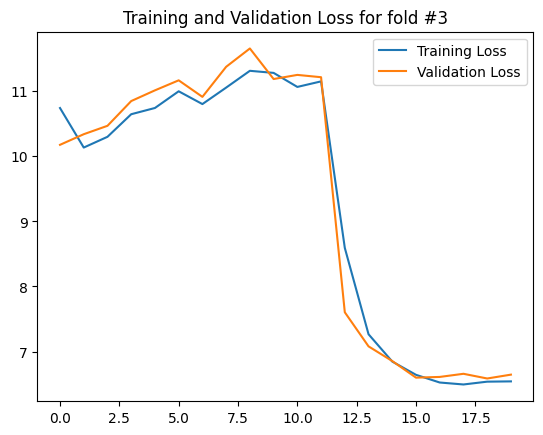 Training and Validation Loss for fold #3
Training Loss
Validation Loss
11
10
9
8
7
0.0 2.5 5.0 7.5 10.0 12.5 15.0 17.5